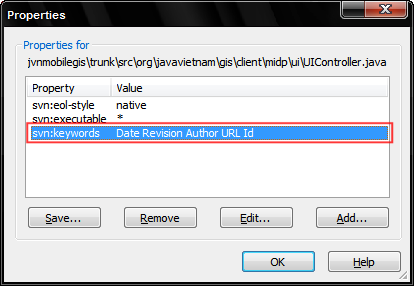 Properties
Properties for
jvnmobilegis\trunk\src\org\javavietnam\gis\client\midp\ui\UIController.java
Property Value
svn:eol-style native
svn:executable *
svn:keywords Date Revision Author URL Id
Save... Remove Edit... Add...
OK Help